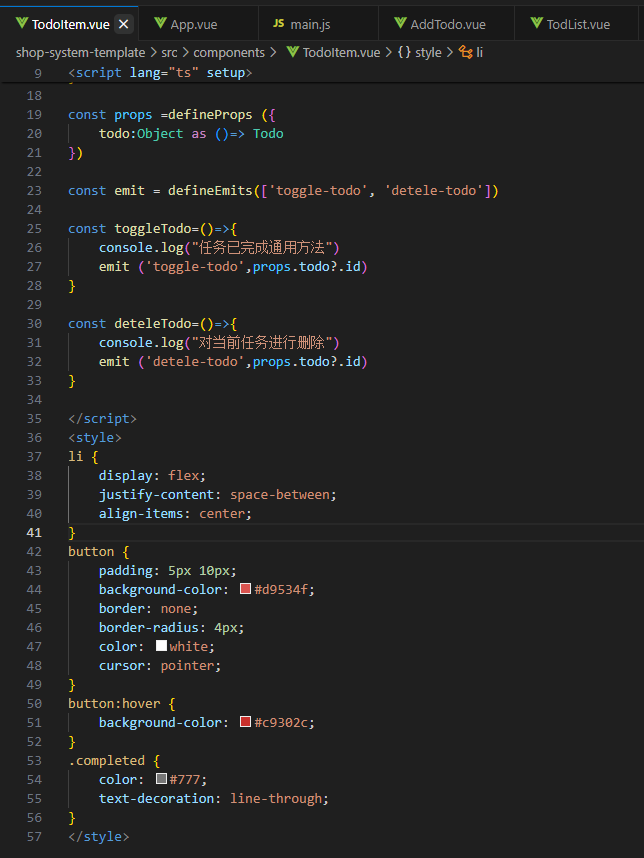 TodoItem.vue App.vue JS main.js AddTodo.vue TodList.vue
shop-system-template > src > components > TodoItem.vue > {} style > li
9 <script lang="ts" setup>
18
19 const props =defineProps ({
20 todo:Object as ()=> Todo
21 })
22
23 const emit = defineEmits(['toggle-todo', 'detele-todo'])
24
25 const toggleTodo=()=>{
26 console.log("任务已完成通用方法")
27 emit ('toggle-todo',props.todo?.id)
28 }
29
30 const deteleTodo=()=>{
31 console.log("对当前任务进行删除")
32 emit ('detele-todo',props.todo?.id)
33 }
34
35 </script>
36 <style>
37 li {
38 display: flex;
39 justify-content: space-between;
40 align-items: center;
41 }
42 button {
43 padding: 5px 10px;
44 background-color: #d9534f;
45 border: none;
46 border-radius: 4px;
47 color: white;
48 cursor: pointer;
49 }
50 button:hover {
51 background-color: #c9302c;
52 }
53 .completed {
54 color: #777;
55 text-decoration: line-through;
56 }
57 </style>